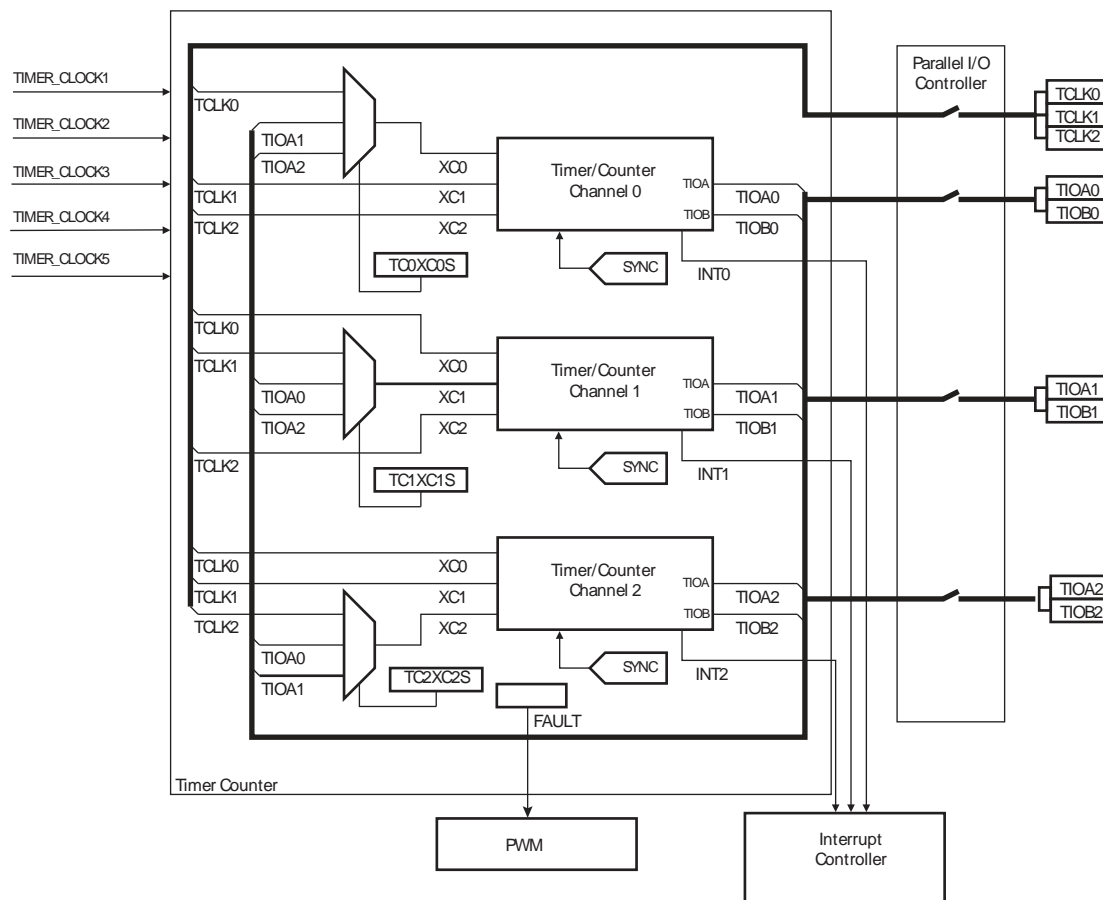 TIMER_CLOCK1
TIMER_CLOCK2
TIMER_CLOCK3
TIMER_CLOCK4
TIMER_CLOCK5
TCLK0
TIOA1
TIOA2
TCLK1
TCLK2
XC0
XC1
XC2
TC0XC0S
Timer/Counter
Channel 0
TIOA
TIOB
TIOA0
TIOB0
SYNC
INT0
TCLK0
TCLK1
TIOA0
TIOA2
TCLK2
XC0
XC1
XC2
TC1XC1S
Timer/Counter
Channel 1
TIOA
TIOB
TIOA1
TIOB1
SYNC
INT1
TCLK0
TCLK1
TCLK2
TIOA0
TIOA1
XC0
XC1
XC2
TC2XC2S
Timer/Counter
Channel 2
TIOA
TIOB
TIOA2
TIOB2
SYNC
INT2
FAULT
Timer Counter
PWM
Parallel I/O
Controller
TCLK0
TCLK1
TCLK2
TIOA0
TIOB0
TIOA1
TIOB1
TIOA2
TIOB2
Interrupt
Controller